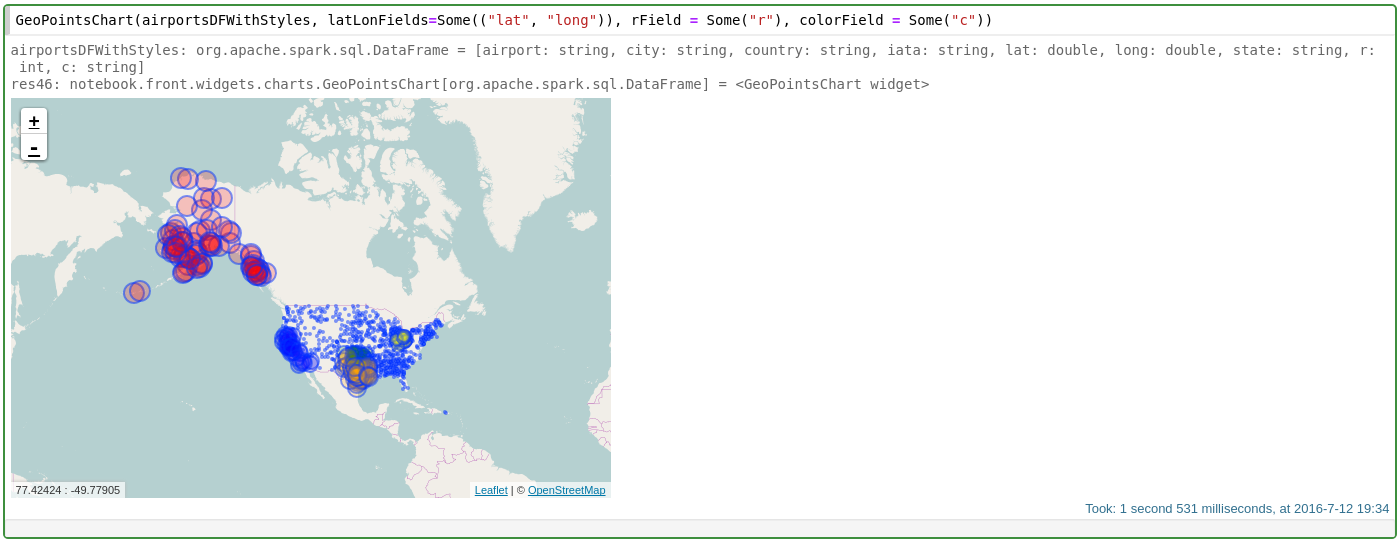 GeoPointsChart(airportsDFWithStyles, latLonFields=Some(("lat", "long")), rField = Some("r"), colorField = Some("c"))
airportsDFWithStyles: org.apache.spark.sql.DataFrame = [airport: string, city: string, country: string, iata: string, lat: double, long: double, state: string, r:
int, c: string]
res46: notebook.front.widgets.charts.GeoPointsChart[org.apache.spark.sql.DataFrame] = <GeoPointsChart widget>
+
-
77.42424 : -49.77905
Leaflet | © OpenStreetMap
Took: 1 second 531 milliseconds, at 2016-7-12 19:34